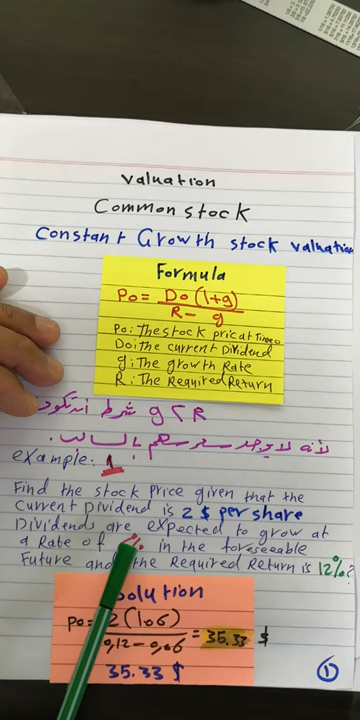 valuation
Common stock
Constant Growth stock valuation
Formula
Po = Do (1+g)
R - g
Po: The stock pric at Time o
Do: the current Dividend
g: The growth Rate
R: The Required Return
شرط ان تكون g < R
لأنه لا يوجد سعر سهم بالسالب.
example: 1
Find the stock Price given that the
current Dividend is 2 $ per share
Dividends are expected to grow at
a Rate of % in the foreseeable
Future and the Required Return is 12%?
Solution
Po = 2 (1.06)
0,12 - 0,06
= 35.33 $
35.33 $
1